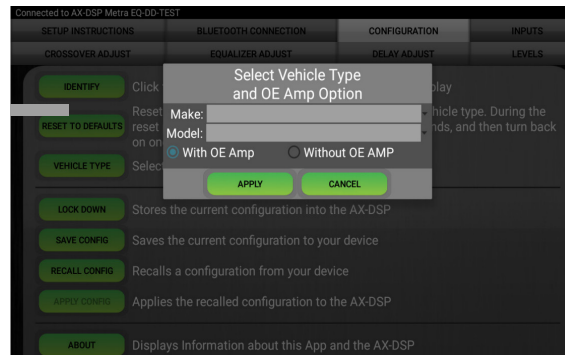 Connected to AX-DSP Metra EQ-DD-TEST
SETUP INSTRUCTIONS BLUETOOTH CONNECTION CONFIGURATION INPUTS
CROSSOVER ADJUST EQUALIZER ADJUST DELAY ADJUST LEVELS
Select Vehicle Type
and OE Amp Option
Make:
Model:
With OE Amp Without OE AMP
APPLY CANCEL
IDENTIFY Click play
RESET TO DEFAULTS Reset hicle type. During the
reset nds, and then turn back
on on
VEHICLE TYPE Select
LOCK DOWN Stores the current configuration into the AX-DSP
SAVE CONFIG Saves the current configuration to your device
RECALL CONFIG Recalls a configuration from your device
APPLY CONFIG Applies the recalled configuration to the AX-DSP
ABOUT Displays Information about this App and the AX-DSP